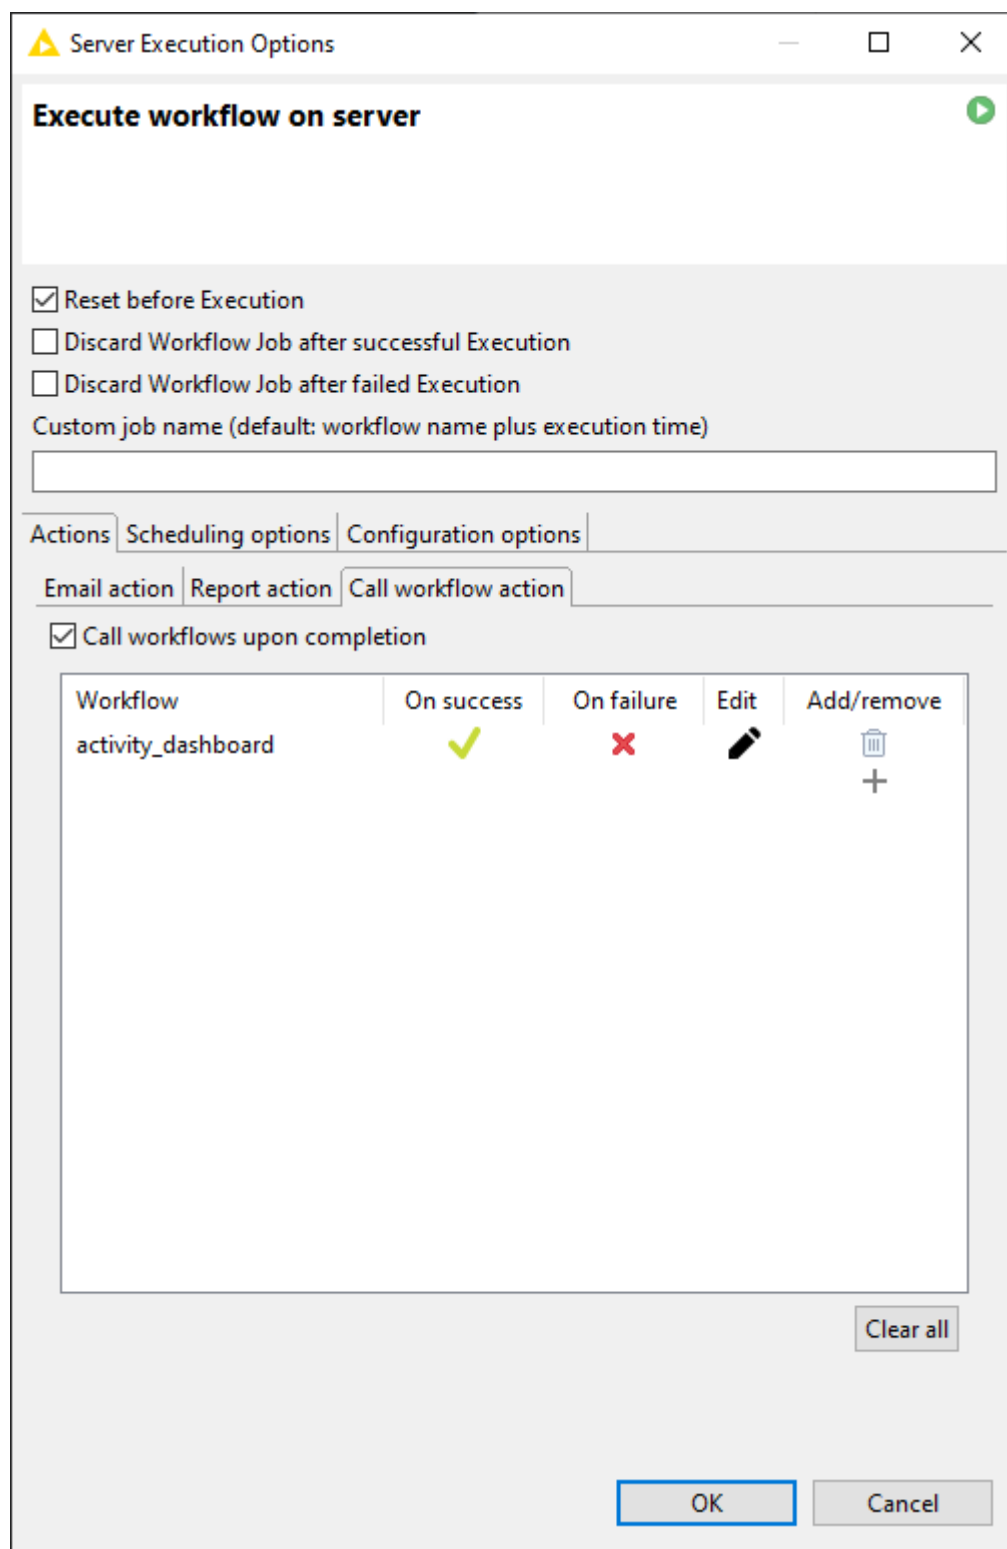 Server Execution Options
Execute workflow on server
Reset before Execution
Discard Workflow Job after successful Execution
Discard Workflow Job after failed Execution
Custom job name (default: workflow name plus execution time)
Actions Scheduling options Configuration options
Email action Report action Call workflow action
Call workflows upon completion
Workflow On success On failure Edit Add/remove
activity_dashboard
Clear all
OK Cancel